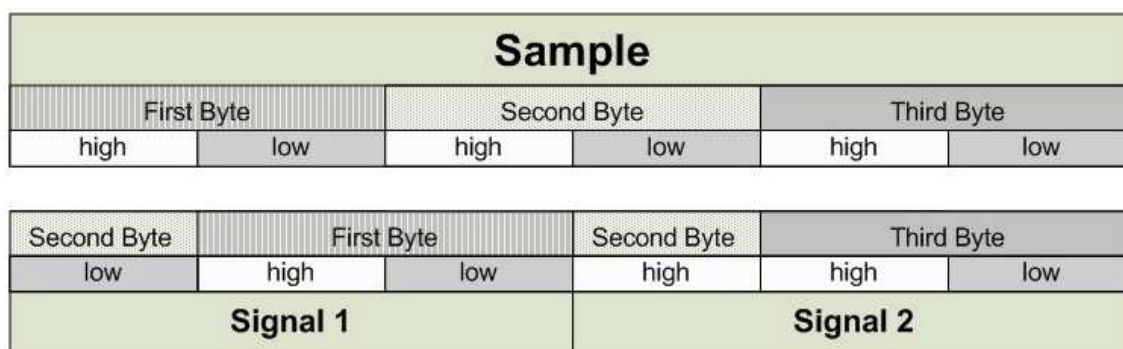 Sample
First Byte Second Byte Third Byte
high low high low high low
Second Byte First Byte Second Byte Third Byte
low high low high high low
Signal 1 Signal 2